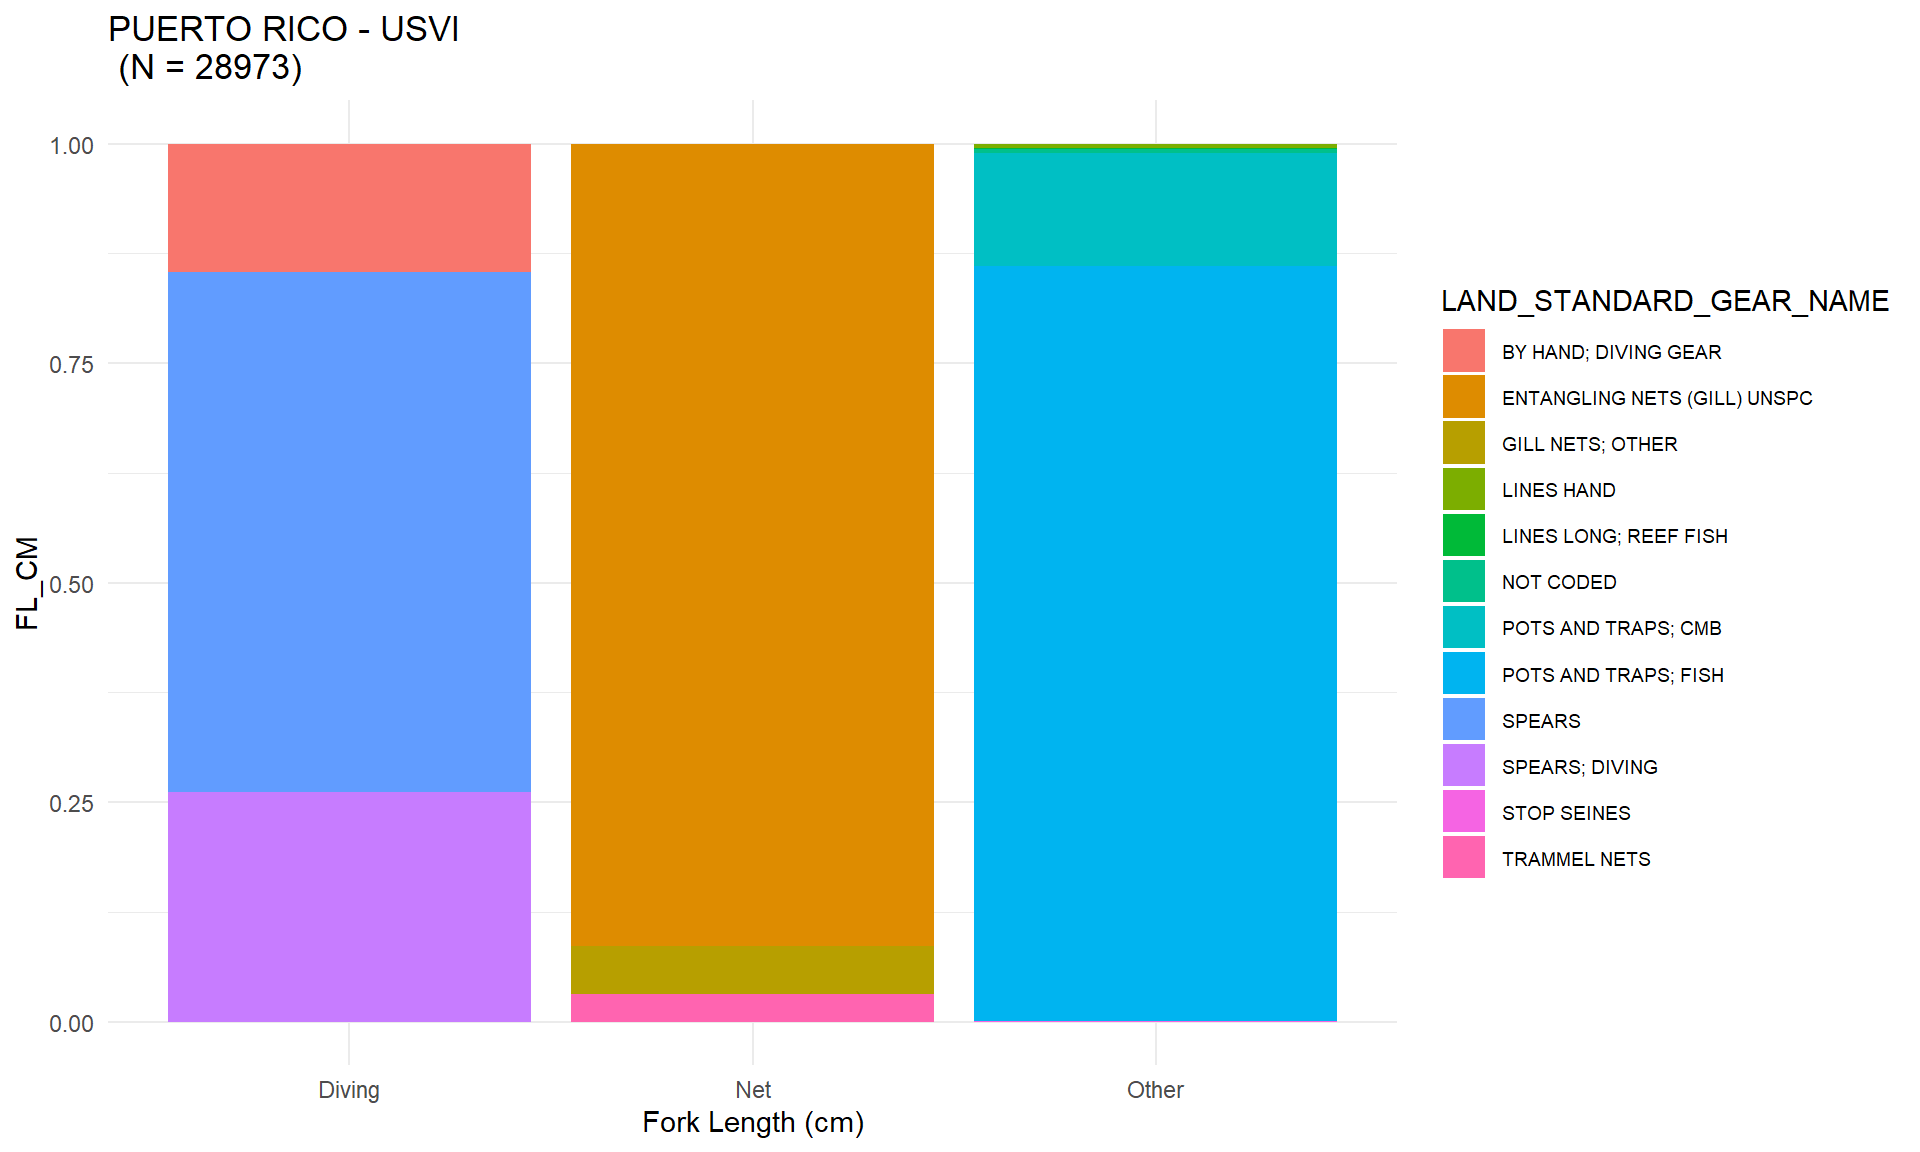 PUERTO RICO - USVI
(N = 28973)
1.00
0.75
0.50
0.25
0.00
FL_CM
Diving
Net
Other
Fork Length (cm)
LAND_STANDARD_GEAR_NAME
BY HAND; DIVING GEAR
ENTANGLING NETS (GILL) UNSPC
GILL NETS; OTHER
LINES HAND
LINES LONG; REEF FISH
NOT CODED
POTS AND TRAPS; CMB
POTS AND TRAPS; FISH
SPEARS
SPEARS; DIVING
STOP SEINES
TRAMMEL NETS